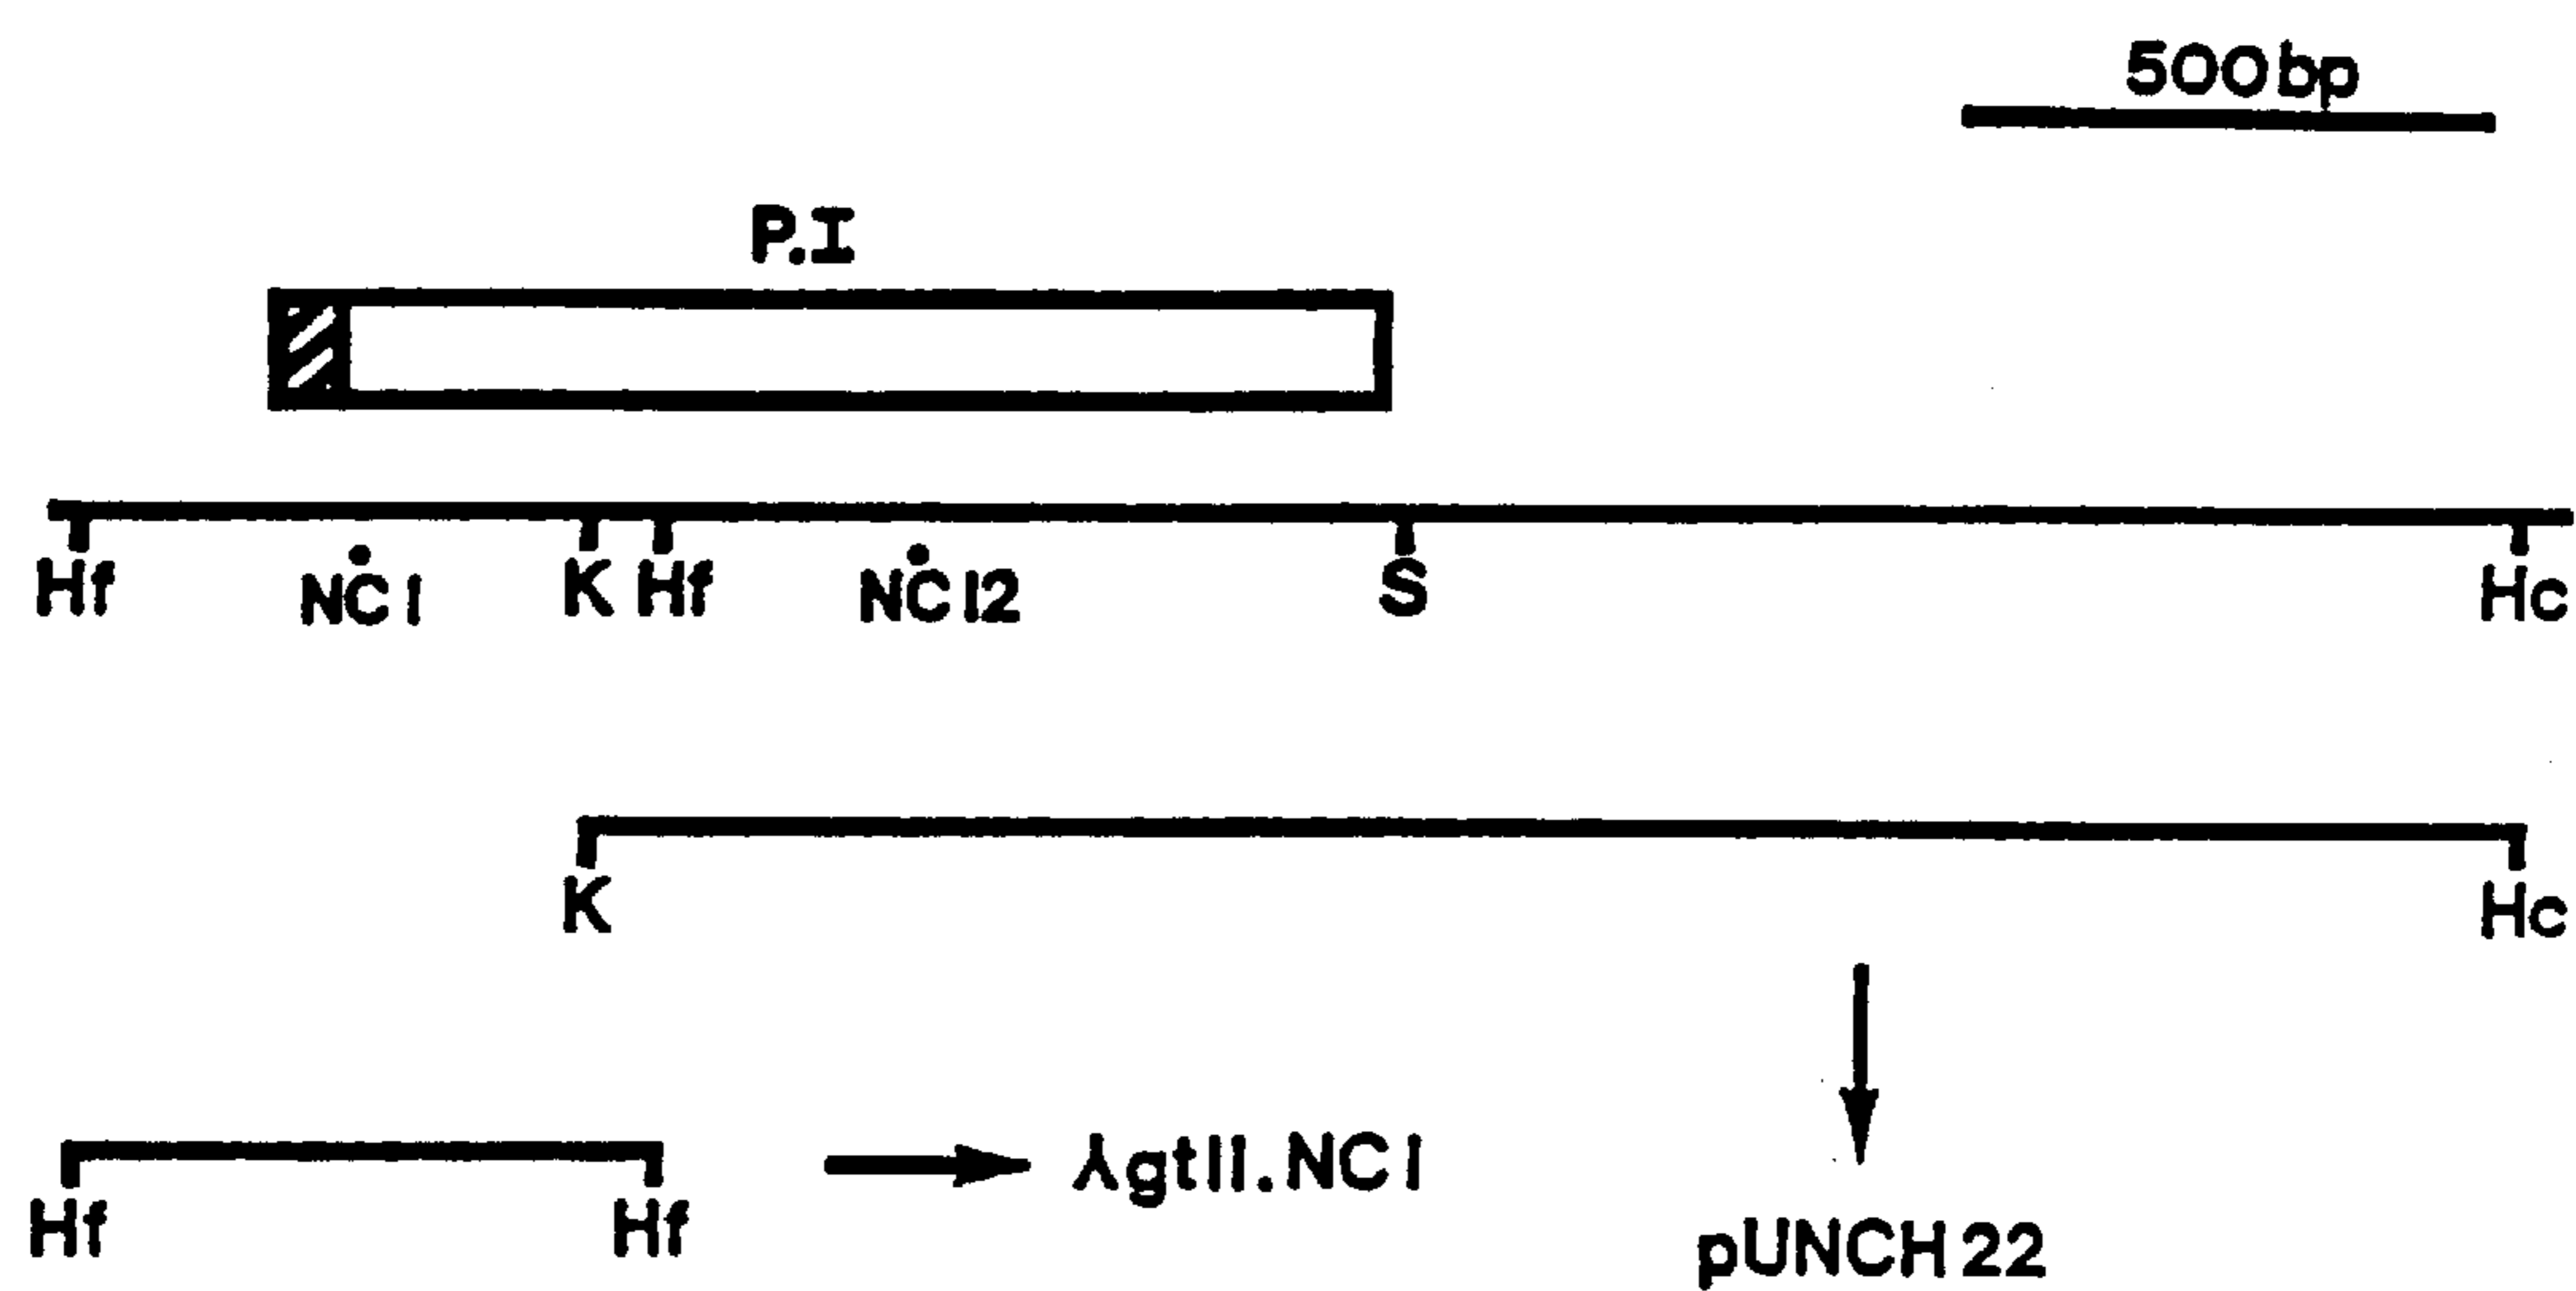 500bp
P.I
Hf NC1 K Hf NC12 S Hc
K Hc
Hf Hf λgt11.NC1
pUNCH22